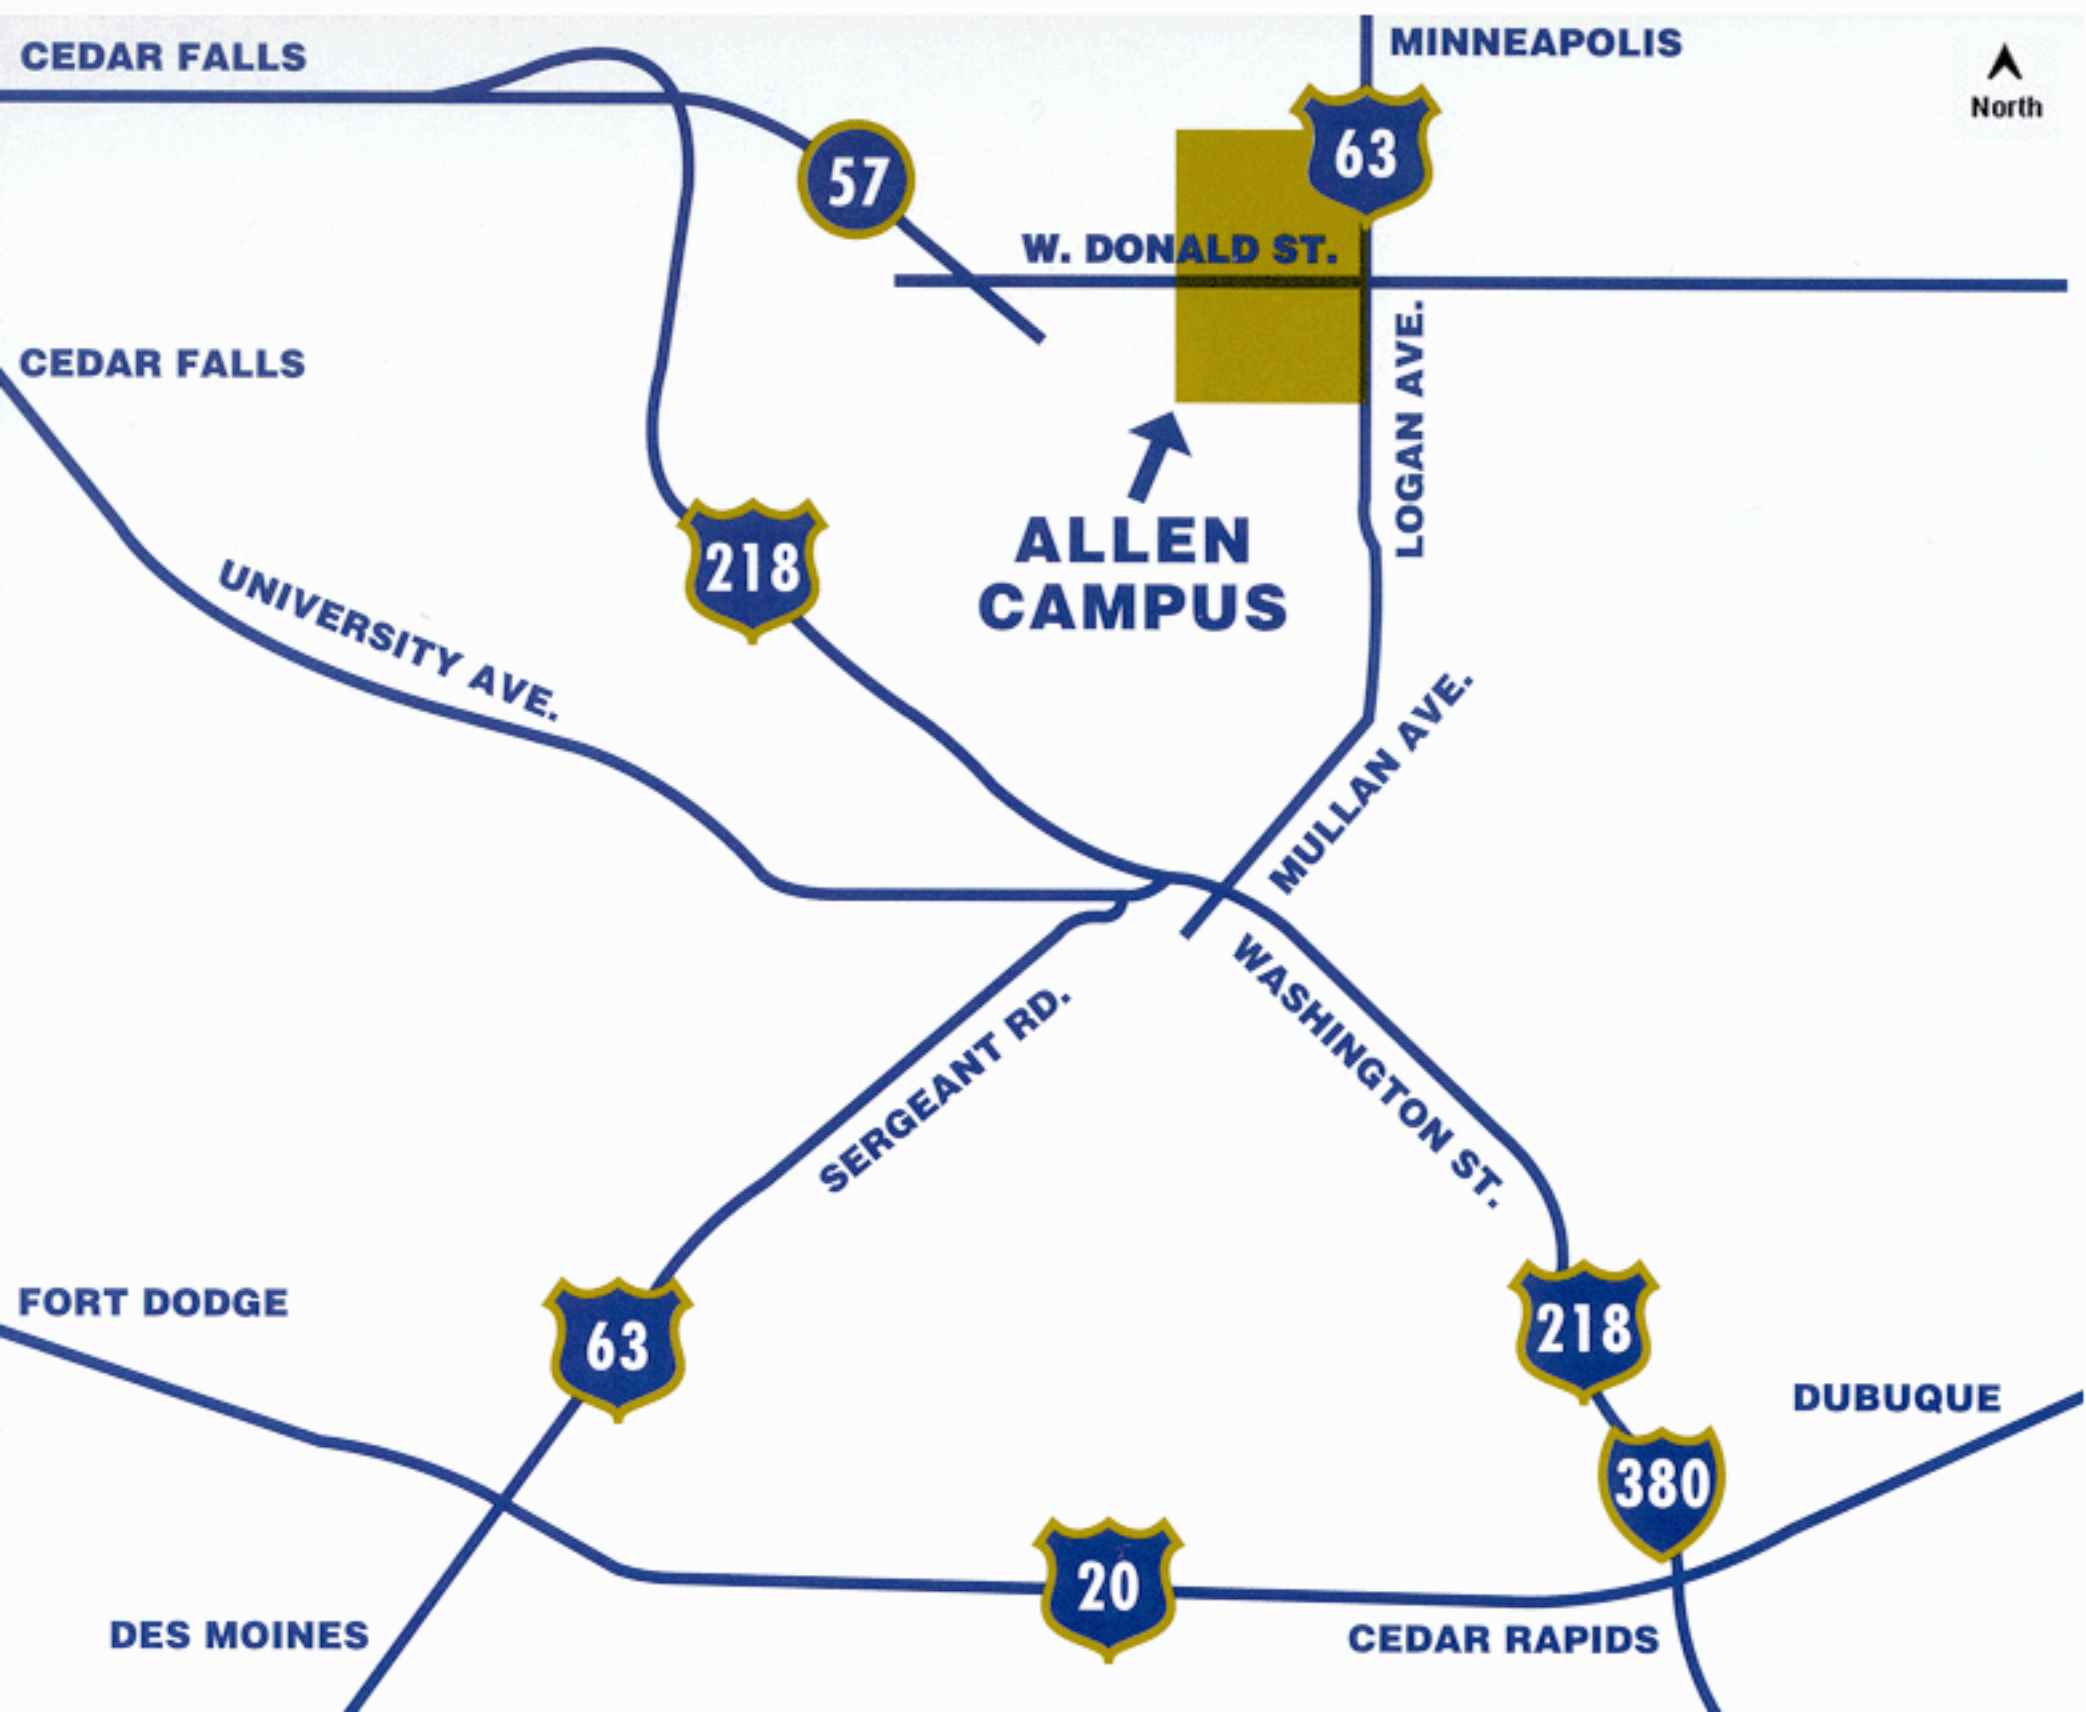 CEDAR FALLS
MINNEAPOLIS
North
63
57
W. DONALD ST.
CEDAR FALLS
LOGAN AVE.
218
ALLEN
CAMPUS
UNIVERSITY AVE.
MULLAN AVE.
WASHINGTON ST.
SERGEANT RD.
FORT DODGE
63
218
DUBUQUE
380
20
DES MOINES
CEDAR RAPIDS